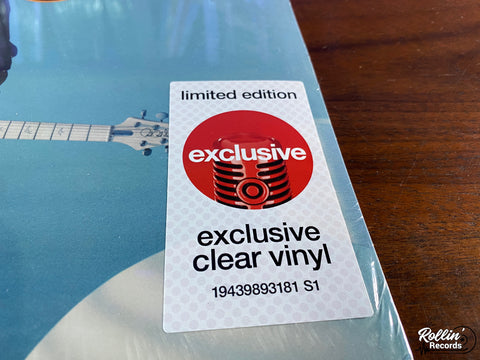 limited edition
exclusive
exclusive
clear vinyl
19439893181 S1
Rollin'
Records